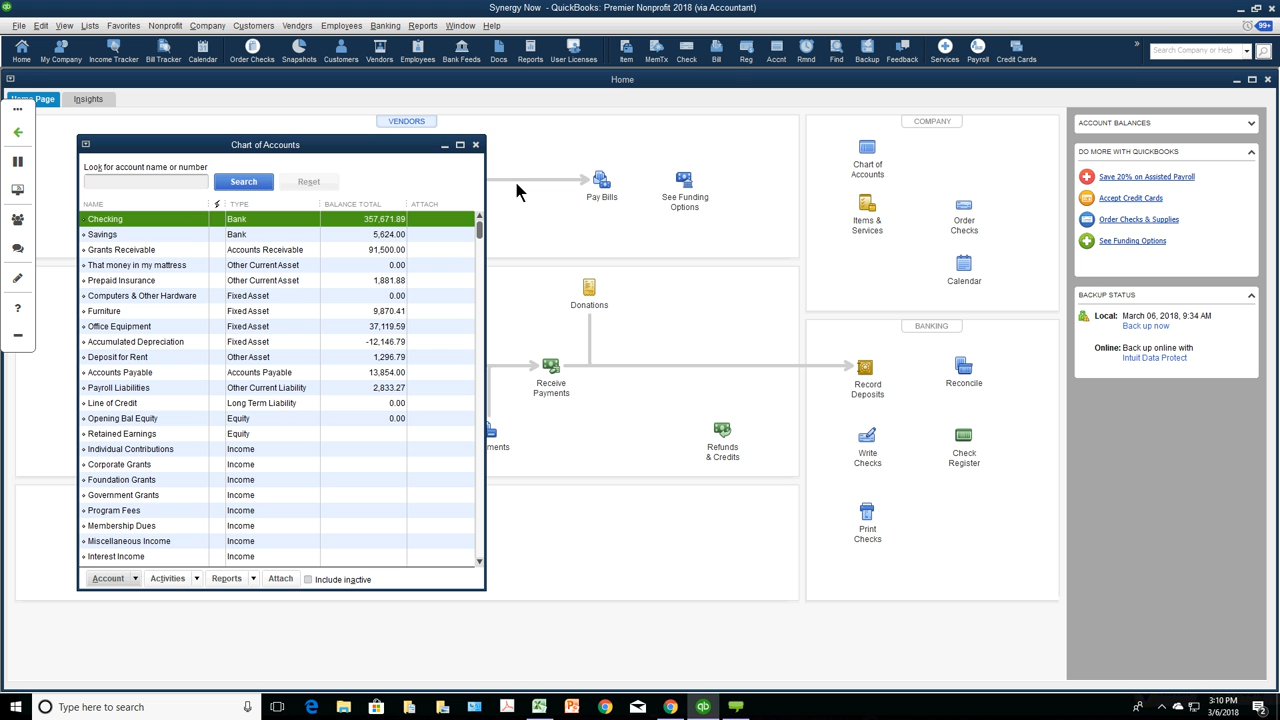 Synergy Now - QuickBooks: Premier Nonprofit 2018 (via Accountant)
File Edit View Lists Favorites Nonprofit Company Customers Vendors Employees Banking Reports Window Help
99+
Home My Company Income Tracker Bill Tracker Calendar Order Checks Snapshots Customers Vendors Employees Bank Feeds Docs Reports User Licenses Item MemTx Check Bill Reg Accnt Rmnd Find Backup Feedback Services Payroll Credit Cards
Search Company or Help
Home
Home Page Insights
VENDORS
Pay Bills
See Funding
Options
Donations
Receive
Payments
ments
Refunds
& Credits
Chart of Accounts
Look for account name or number
Search Reset
NAME TYPE BALANCE TOTAL ATTACH
Checking Bank 357,671.89
Savings Bank 5,624.00
Grants Receivable Accounts Receivable 91,500.00
That money in my mattress Other Current Asset 0.00
Prepaid Insurance Other Current Asset 1,881.88
Computers & Other Hardware Fixed Asset 0.00
Furniture Fixed Asset 9,870.41
Office Equipment Fixed Asset 37,119.59
Accumulated Depreciation Fixed Asset -12,146.79
Deposit for Rent Other Asset 1,296.79
Accounts Payable Accounts Payable 13,854.00
Payroll Liabilities Other Current Liability 2,833.27
Line of Credit Long Term Liability 0.00
Opening Bal Equity Equity 0.00
Retained Earnings Equity
Individual Contributions Income
Corporate Grants Income
Foundation Grants Income
Government Grants Income
Program Fees Income
Membership Dues Income
Miscellaneous Income Income
Interest Income Income
Account Activities Reports Attach Include inactive
COMPANY
Chart of
Accounts
Items &
Services
Order
Checks
Calendar
BANKING
Record
Deposits
Reconcile
Write
Checks
Check
Register
Print
Checks
ACCOUNT BALANCES
DO MORE WITH QUICKBOOKS
Save 20% on Assisted Payroll
Accept Credit Cards
Order Checks & Supplies
See Funding Options
BACKUP STATUS
Local: March 06, 2018, 9:34 AM
Back up now
Online: Back up online with
Intuit Data Protect
Type here to search
3:10 PM
3/6/2018
2